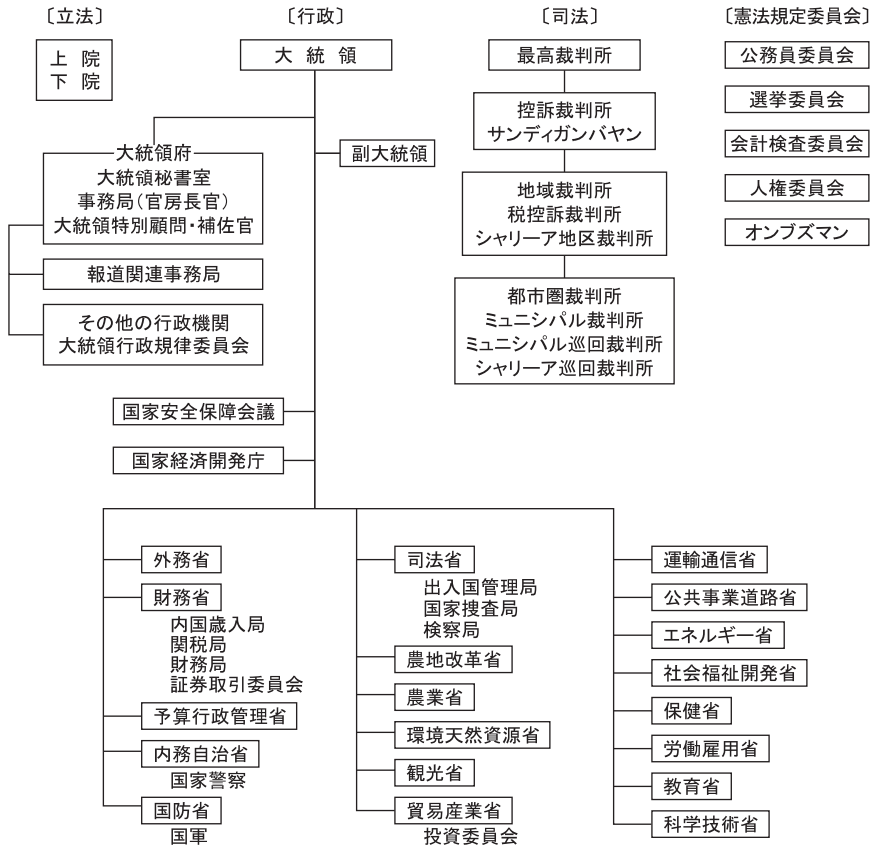 〔立法〕
上 院
下 院
〔行政〕
大 統 領
大統領府
大統領秘書室
事務局（官房長官）
大統領特別顧問・補佐官
報道関連事務局
その他の行政機関
大統領行政規律委員会
副大統領
国家安全保障会議
国家経済開発庁
外務省
財務省
内国歳入局
関税局
財務局
証券取引委員会
予算行政管理省
内務自治省
国家警察
国防省
国軍
司法省
出入国管理局
国家捜査局
検察局
農地改革省
農業省
環境天然資源省
観光省
貿易産業省
投資委員会
運輸通信省
公共事業道路省
エネルギー省
社会福祉開発省
保健省
労働雇用省
教育省
科学技術省
〔司法〕
最高裁判所
控訴裁判所
サンディガンバヤン
地域裁判所
税控訴裁判所
シャリーア地区裁判所
都市圏裁判所
ミュニシパル裁判所
ミュニシパル巡回裁判所
シャリーア巡回裁判所
〔憲法規定委員会〕
公務員委員会
選挙委員会
会計検査委員会
人権委員会
オンブズマン